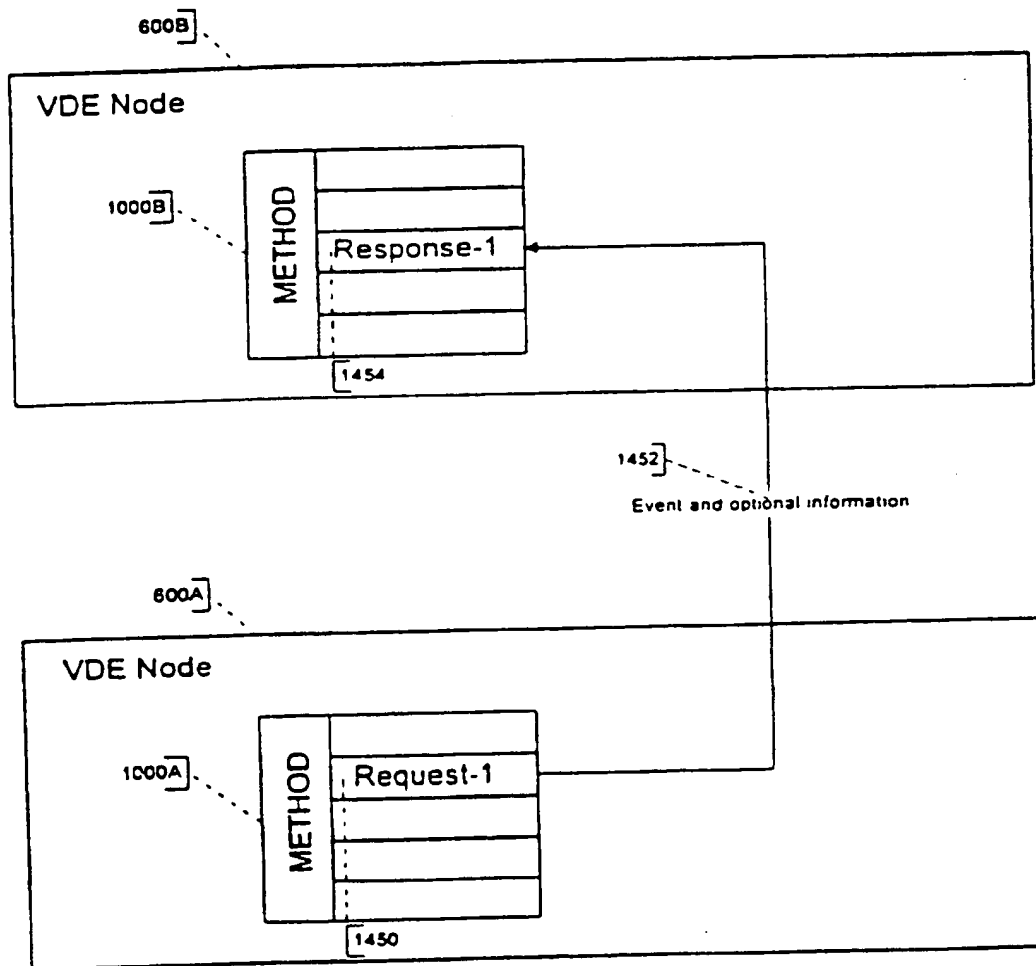 600B
VDE Node
1000B
METHOD
Response-1
1454
1452
Event and optional information
600A
VDE Node
1000A
METHOD
Request-1
1450